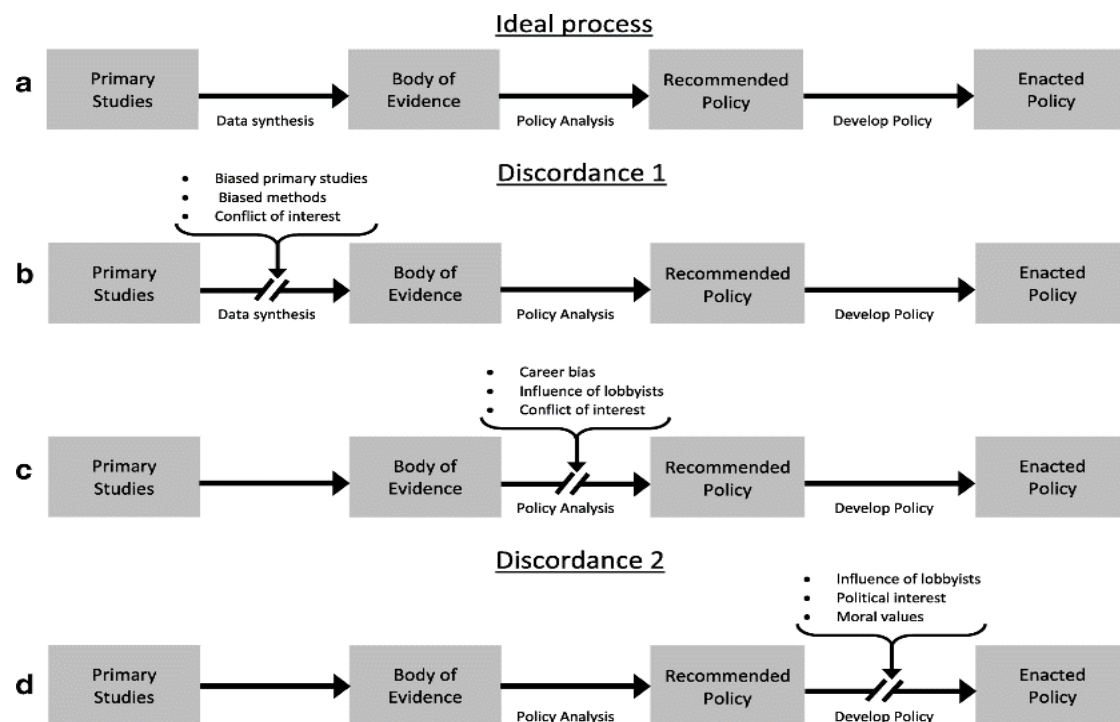 Ideal process
a
Primary
Studies
Data synthesis
Body of
Evidence
Policy Analysis
Recommended
Policy
Develop Policy
Enacted
Policy
Discordance 1
• Biased primary studies
• Biased methods
• Conflict of interest
b
Primary
Studies
Data synthesis
Body of
Evidence
Policy Analysis
Recommended
Policy
Develop Policy
Enacted
Policy
• Career bias
• Influence of lobbyists
• Conflict of interest
c
Primary
Studies
Body of
Evidence
Policy Analysis
Recommended
Policy
Develop Policy
Enacted
Policy
Discordance 2
• Influence of lobbyists
• Political interest
• Moral values
d
Primary
Studies
Body of
Evidence
Policy Analysis
Recommended
Policy
Develop Policy
Enacted
Policy